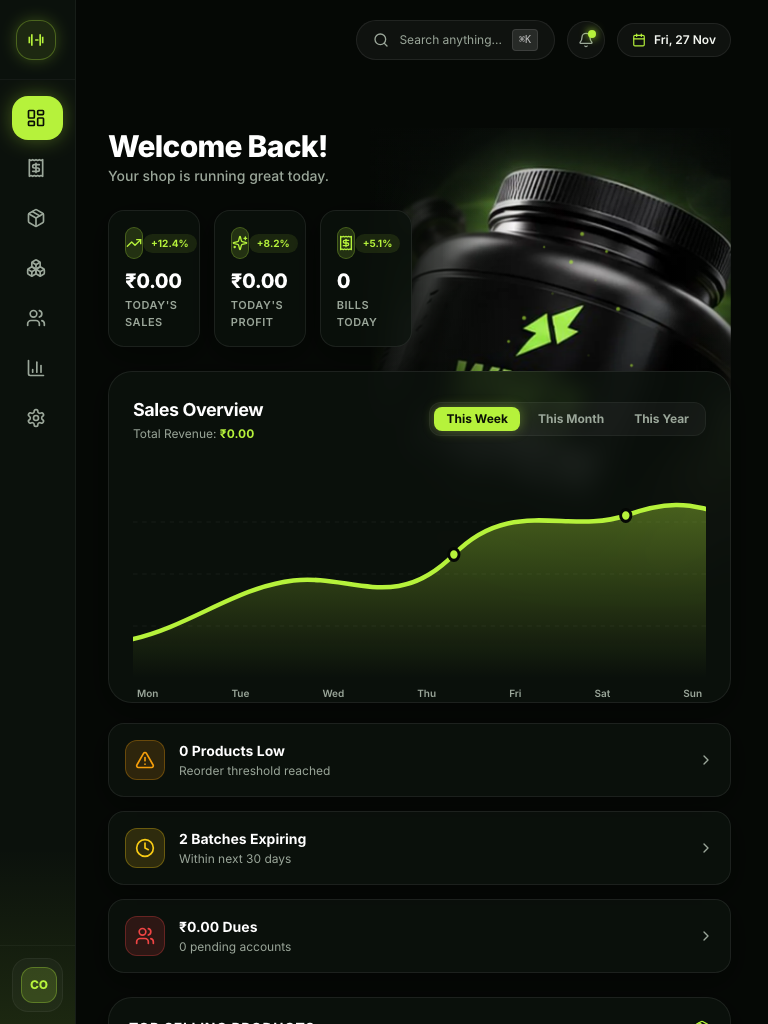 Search anything...
⌘K
Fri, 27 Nov
Welcome Back!
Your shop is running great today.
+12.4%
₹0.00
TODAY'S
SALES
+8.2%
₹0.00
TODAY'S
PROFIT
+5.1%
0
BILLS
TODAY
Sales Overview
Total Revenue: ₹0.00
This Week
This Month
This Year
Mon Tue Wed Thu Fri Sat Sun
0 Products Low
Reorder threshold reached
2 Batches Expiring
Within next 30 days
₹0.00 Dues
0 pending accounts
CO
TOP SELLING PRODUCTS